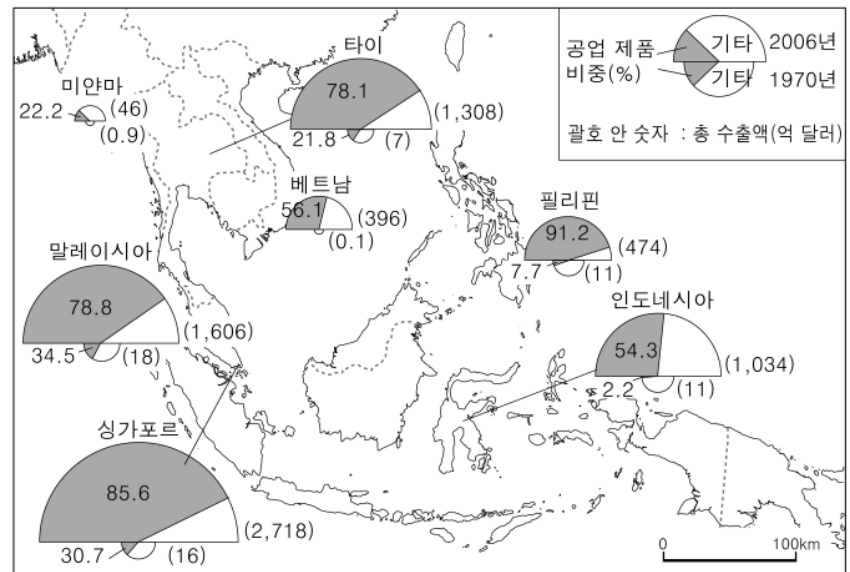 타이
78.1
(1,308)
21.8
(7)
미얀마
22.2
(46)
(0.9)
공업 제품
비중(%)
기타
2006년
기타
1970년
괄호 안 숫자 : 총 수출액(억 달러)
베트남
56.1
(396)
(0.1)
필리핀
91.2
(474)
7.7
(11)
말레이시아
78.8
(1,606)
34.5
(18)
인도네시아
54.3
(1,034)
2.2
(11)
싱가포르
85.6
(2,718)
30.7
(16)
0
100km